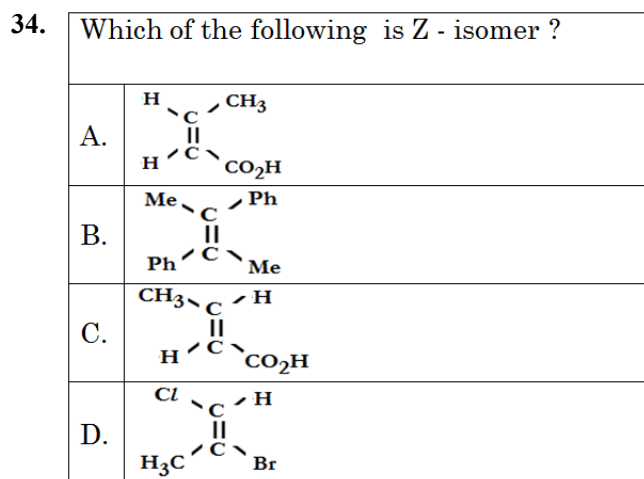 34. Which of the following is Z - isomer ?
A.
H CH3
C
||
C
H CO2H
B.
Me Ph
C
||
C
Ph Me
C.
CH3 H
C
||
C
H CO2H
D.
Cl H
C
||
C
H3C Br